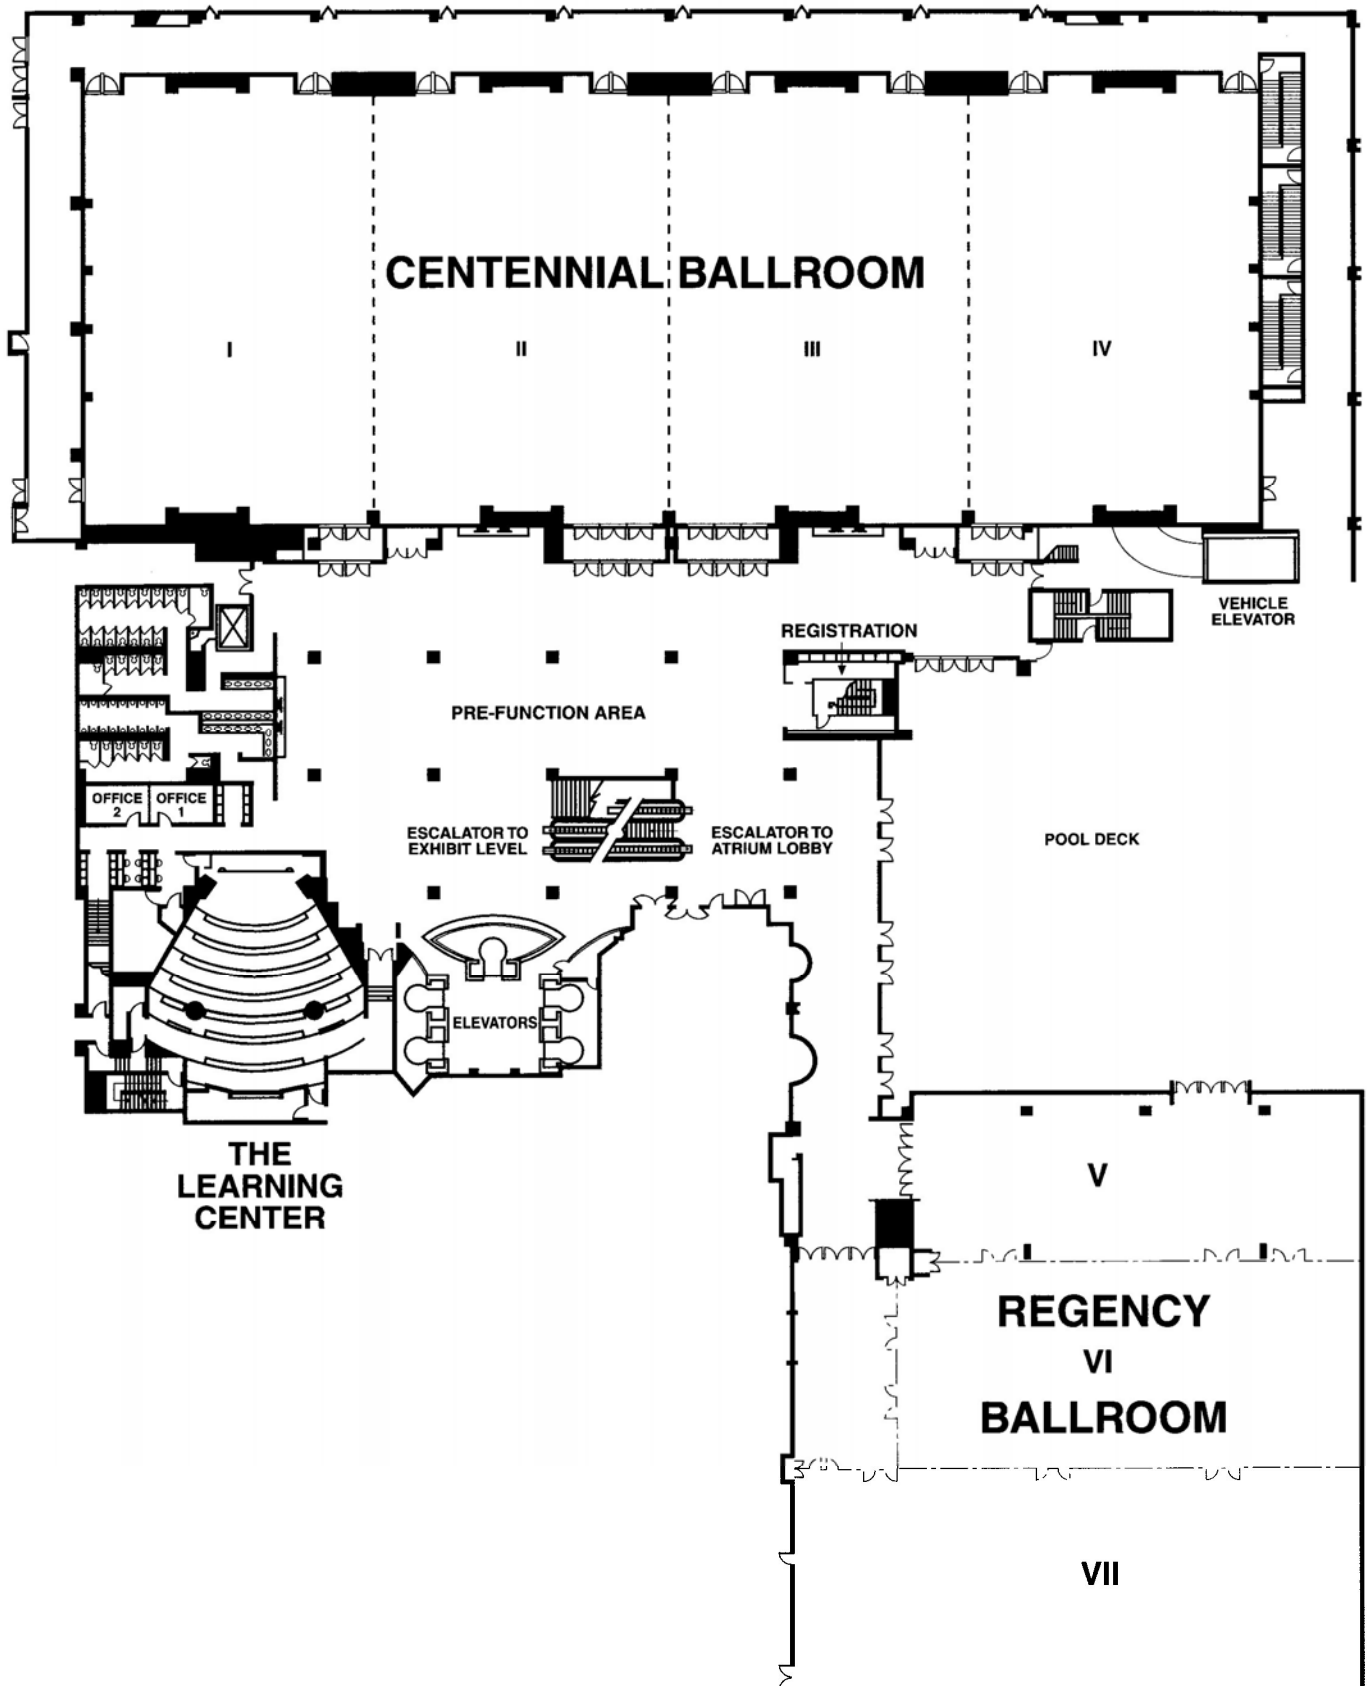 CENTENNIAL BALLROOM
I
II
III
IV
VEHICLE
ELEVATOR
REGISTRATION
PRE-FUNCTION AREA
OFFICE
2
OFFICE
1
ESCALATOR TO
EXHIBIT LEVEL
ESCALATOR TO
ATRIUM LOBBY
POOL DECK
ELEVATORS
THE
LEARNING
CENTER
V
REGENCY
VI
BALLROOM
VII